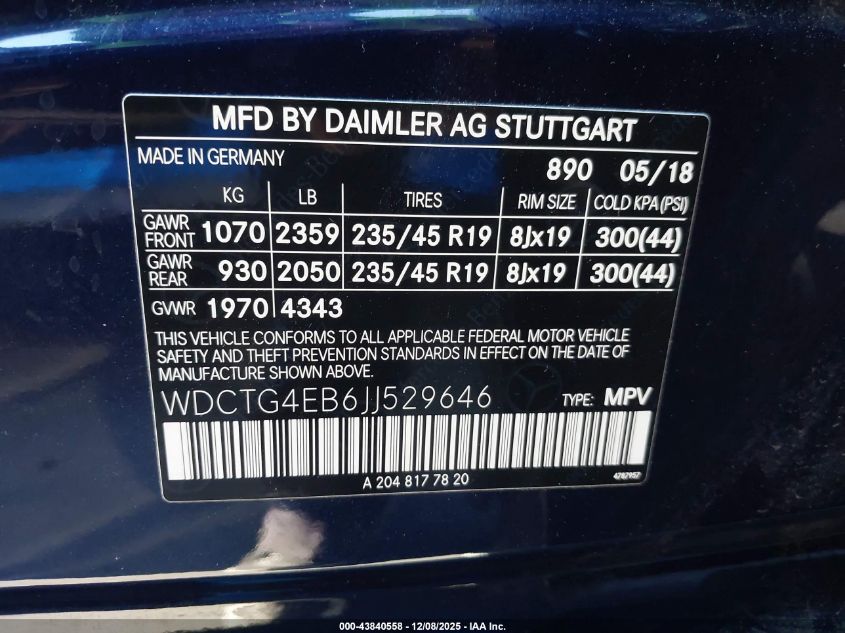 MFD BY DAIMLER AG STUTTGART
MADE IN GERMANY 890 05/18
KG LB TIRES RIM SIZE COLD KPA (PSI)
GAWR FRONT 1070 2359 235/45 R19 8Jx19 300(44)
GAWR REAR 930 2050 235/45 R19 8Jx19 300(44)
GVWR 1970 4343
THIS VEHICLE CONFORMS TO ALL APPLICABLE FEDERAL MOTOR VEHICLE
SAFETY AND THEFT PREVENTION STANDARDS IN EFFECT ON THE DATE OF
MANUFACTURE SHOWN ABOVE.
WDCTG4EB6JJ529646 TYPE: MPV
A 204 817 78 20 4787957
000-43840558 - 12/08/2025 - IAA Inc.